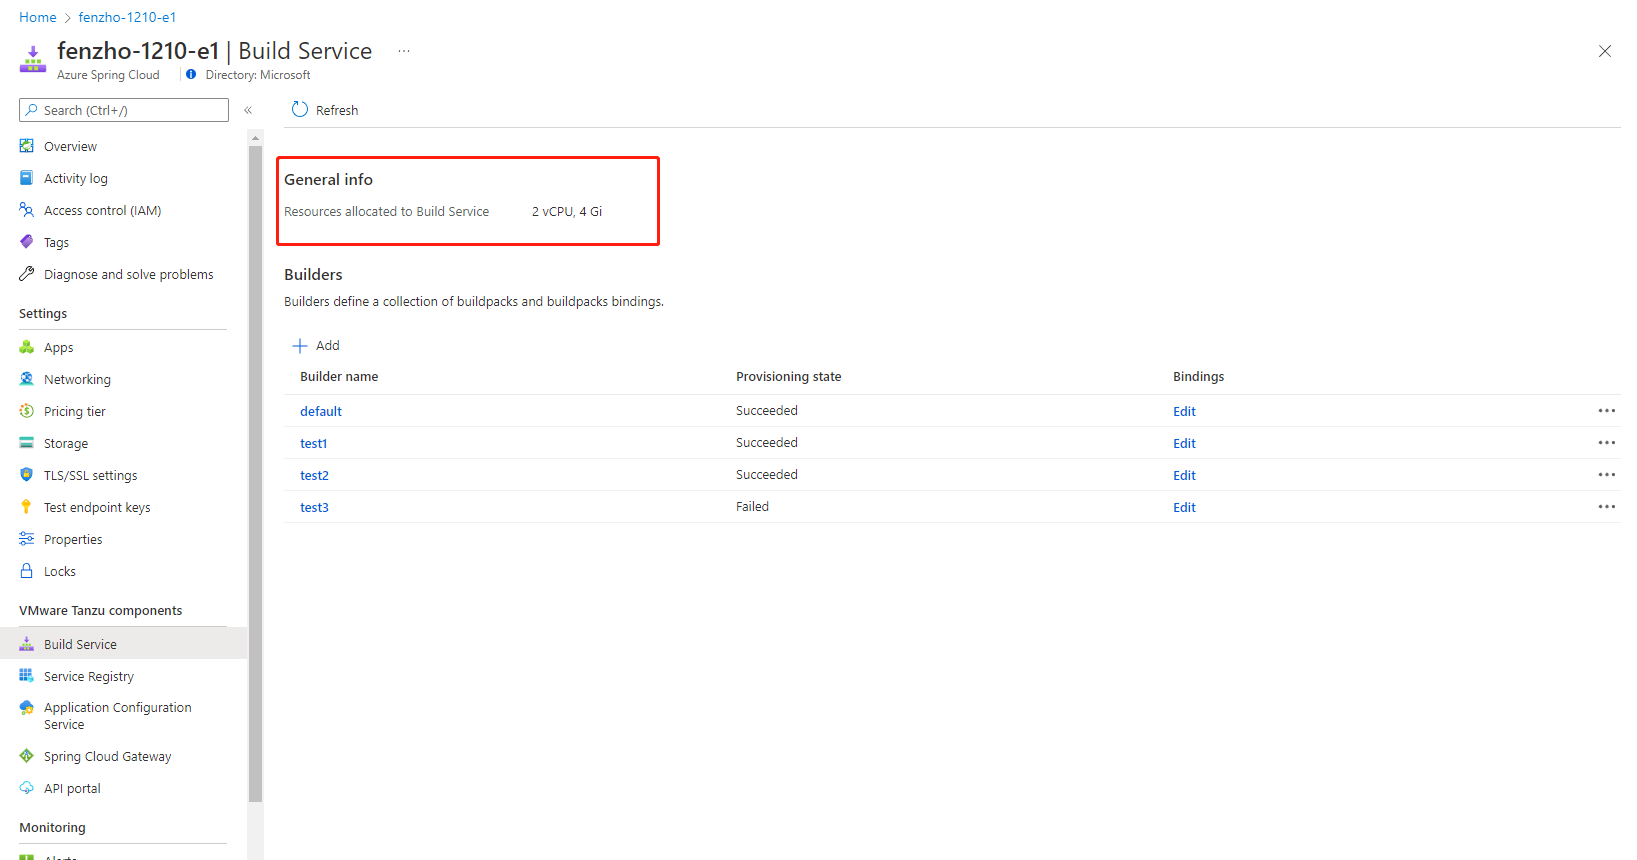 Home > fenzho-1210-e1
fenzho-1210-e1 | Build Service ...
Azure Spring Cloud
Directory: Microsoft
Search (Ctrl+/)
«
Refresh
Overview
Activity log
Access control (IAM)
Tags
Diagnose and solve problems
Settings
Apps
Networking
Pricing tier
Storage
TLS/SSL settings
Test endpoint keys
Properties
Locks
VMware Tanzu components
Build Service
Service Registry
Application Configuration
Service
Spring Cloud Gateway
API portal
Monitoring
Alerts
General info
Resources allocated to Build Service 2 vCPU, 4 Gi
Builders
Builders define a collection of buildpacks and buildpacks bindings.
Add
Builder name Provisioning state Bindings
default Succeeded Edit
test1 Succeeded Edit
test2 Succeeded Edit
test3 Failed Edit